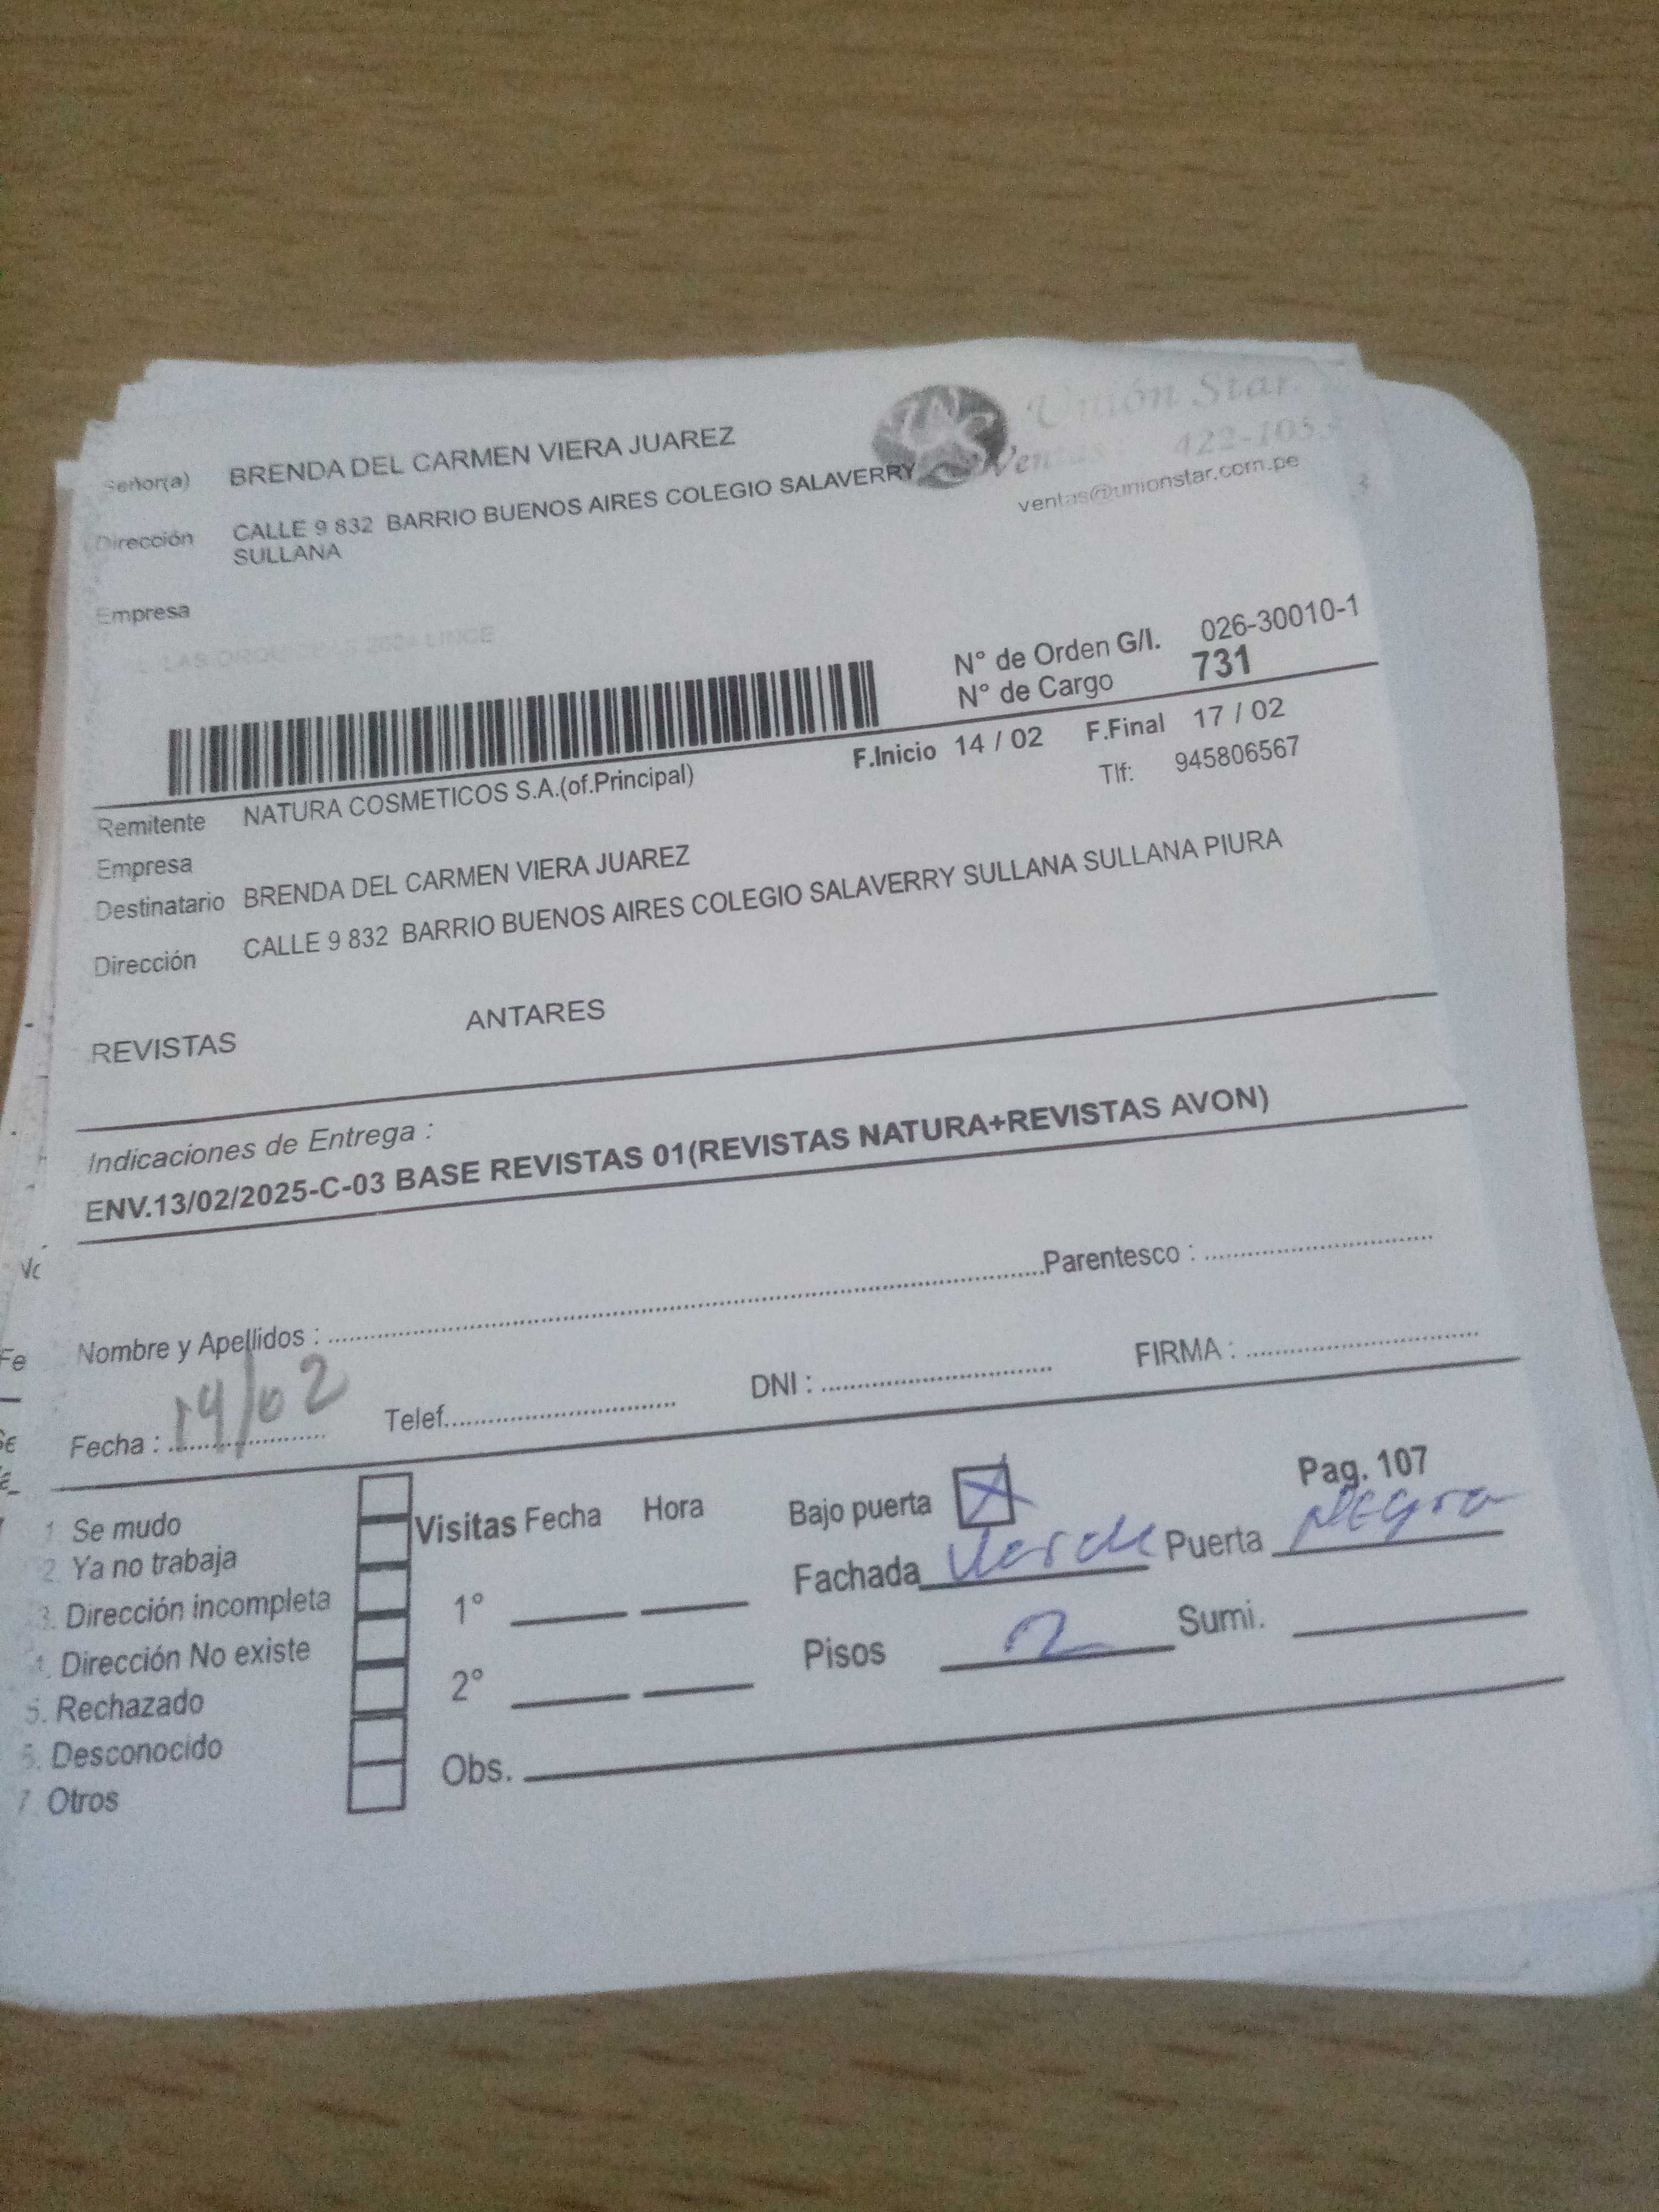 Unión Star
Señor(a) BRENDA DEL CARMEN VIERA JUAREZ
Ventas 422-105
Dirección CALLE 9 832 BARRIO BUENOS AIRES COLEGIO SALAVERRY
SULLANA
ventas@unionstar.com.pe
Empresa
N° de Orden G/I. 026-30010-1
N° de Cargo 731
F.Inicio 14 / 02 F.Final 17 / 02
Remitente NATURA COSMETICOS S.A.(of.Principal) Tlf: 945806567
Empresa
Destinatario BRENDA DEL CARMEN VIERA JUAREZ
Dirección CALLE 9 832 BARRIO BUENOS AIRES COLEGIO SALAVERRY SULLANA SULLANA PIURA
REVISTAS ANTARES
Indicaciones de Entrega :
ENV.13/02/2025-C-03 BASE REVISTAS 01(REVISTAS NATURA+REVISTAS AVON)
Nombre y Apellidos : Parentesco :
Fecha : 14/02 Telef. DNI : FIRMA :
Pag. 107
1. Se mudo Visitas Fecha Hora Bajo puerta X
2. Ya no trabaja Fachada Verde Puerta Negra
3. Dirección incompleta 1°
4. Dirección No existe Pisos 2 Sumi.
5. Rechazado 2°
6. Desconocido
7. Otros Obs.